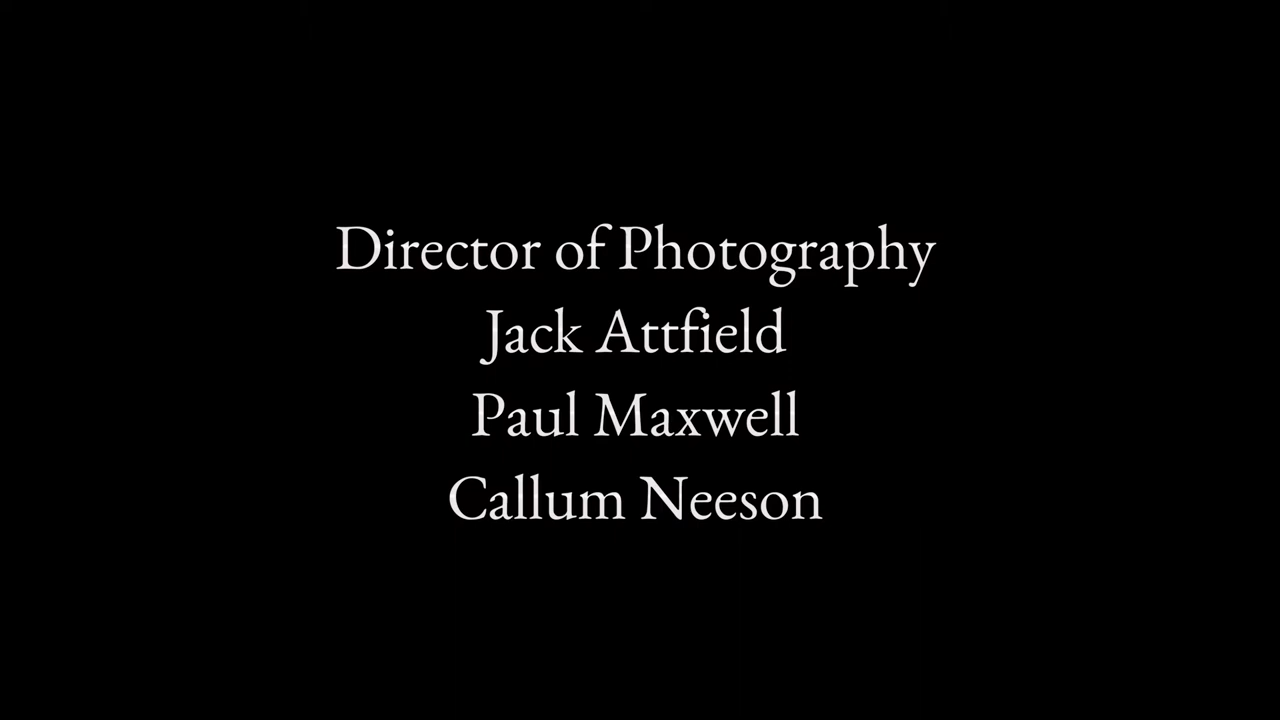 Director of Photography
Jack Attfield
Paul Maxwell
Callum Neeson